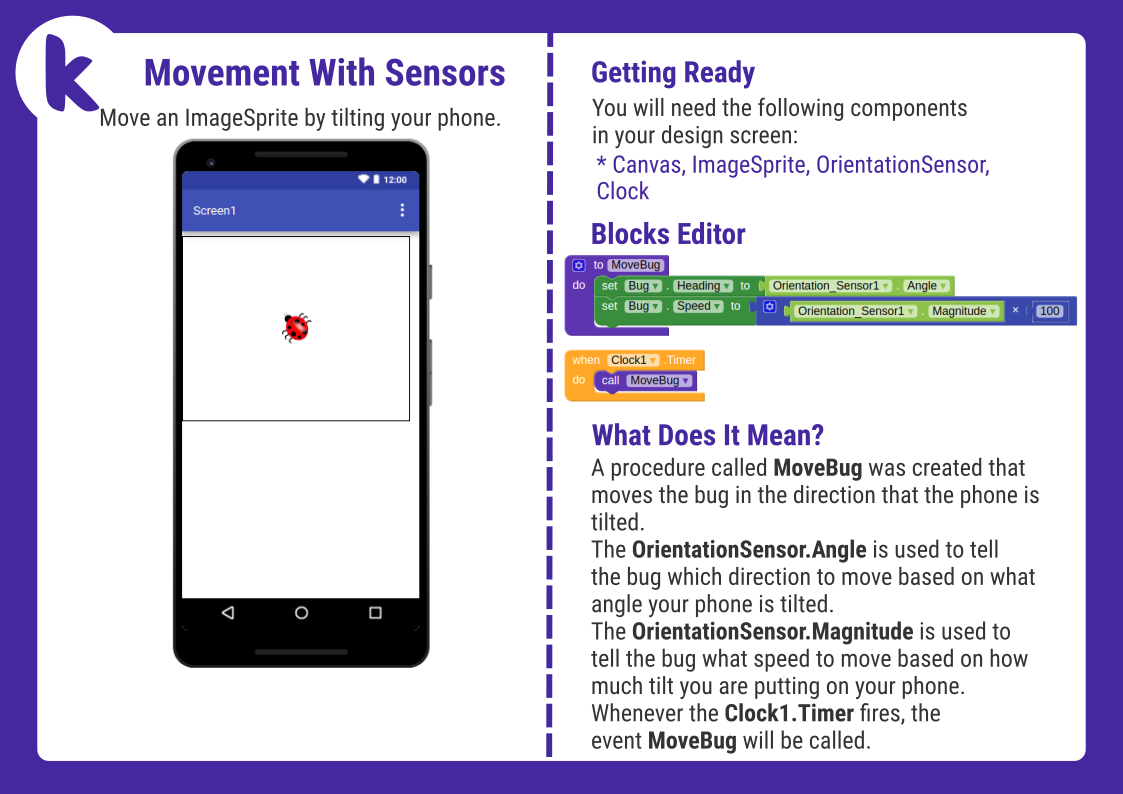 k
Movement With Sensors
Move an ImageSprite by tilting your phone.
12:00
Screen1
Getting Ready
You will need the following components
in your design screen:
* Canvas, ImageSprite, OrientationSensor,
Clock
Blocks Editor
to MoveBug
do set Bug . Heading to Orientation_Sensor1 . Angle
set Bug . Speed to Orientation_Sensor1 . Magnitude × 100
when Clock1 .Timer
do call MoveBug
What Does It Mean?
A procedure called MoveBug was created that
moves the bug in the direction that the phone is
tilted.
The OrientationSensor.Angle is used to tell
the bug which direction to move based on what
angle your phone is tilted.
The OrientationSensor.Magnitude is used to
tell the bug what speed to move based on how
much tilt you are putting on your phone.
Whenever the Clock1.Timer fires, the
event MoveBug will be called.